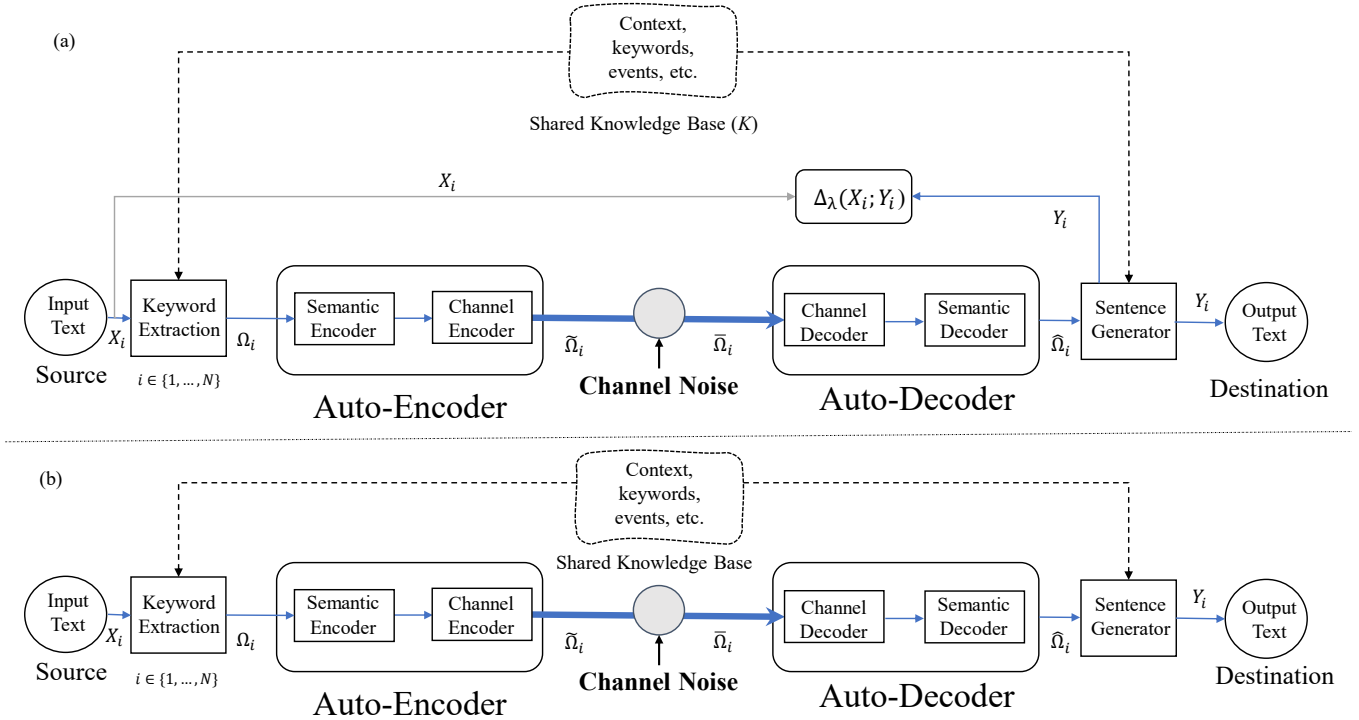 (a)
Context,
keywords,
events, etc.
Shared Knowledge Base (K)
X_i
Δ_λ(X_i; Y_i)
Y_i
Input
Text
X_i
Source
Keyword
Extraction
i ∈ {1, …, N}
Ω_i
Semantic
Encoder
Channel
Encoder
Auto-Encoder
Ω̃_i
Channel Noise
Ω̅_i
Channel
Decoder
Semantic
Decoder
Auto-Decoder
Ω̂_i
Sentence
Generator
Y_i
Output
Text
Destination
(b)
Context,
keywords,
events, etc.
Shared Knowledge Base
Input
Text
X_i
Source
Keyword
Extraction
i ∈ {1, …, N}
Ω_i
Semantic
Encoder
Channel
Encoder
Auto-Encoder
Ω̃_i
Channel Noise
Ω̅_i
Channel
Decoder
Semantic
Decoder
Auto-Decoder
Ω̂_i
Sentence
Generator
Y_i
Output
Text
Destination